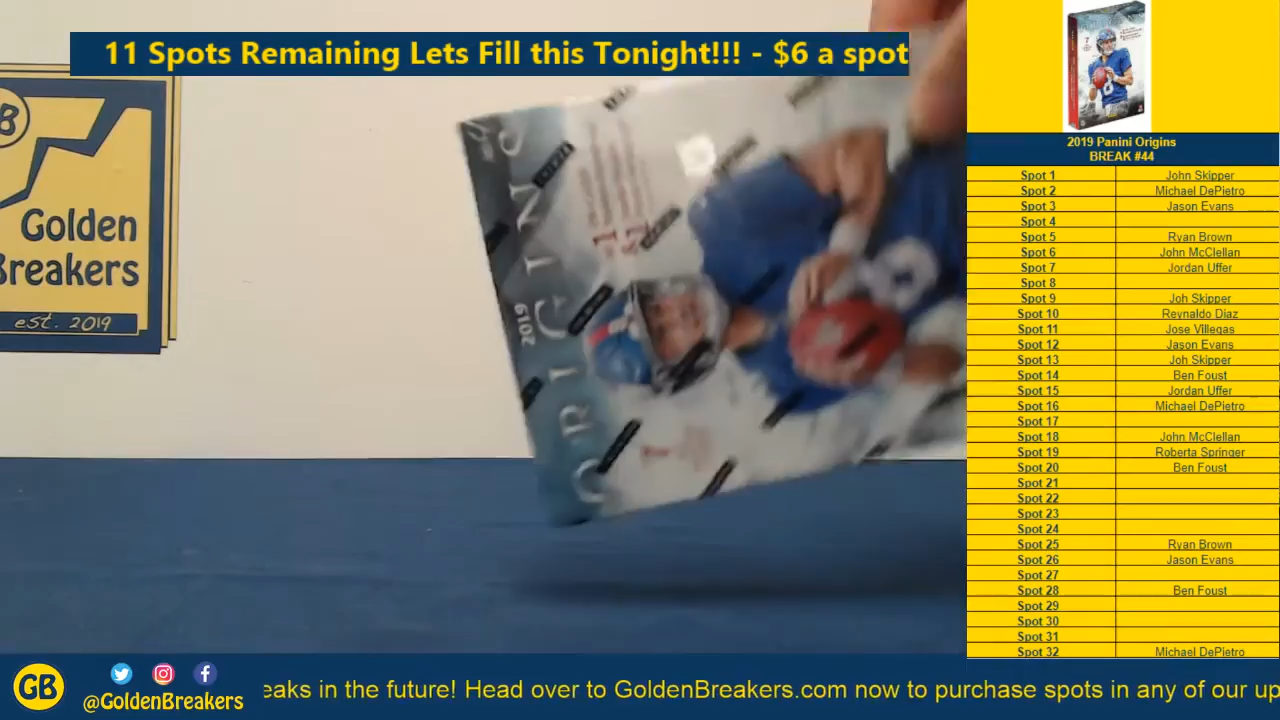 11 Spots Remaining Lets Fill this Tonight!!! - $6 a spot
B
Golden
Breakers
est. 2019
ORIGINS
2019
7
2019 Panini Origins
BREAK #44
Spot 1 John Skipper
Spot 2 Michael DePietro
Spot 3 Jason Evans
Spot 4
Spot 5 Ryan Brown
Spot 6 John McClellan
Spot 7 Jordan Uffer
Spot 8
Spot 9 Joh Skipper
Spot 10 Reynaldo Diaz
Spot 11 Jose Villegas
Spot 12 Jason Evans
Spot 13 Joh Skipper
Spot 14 Ben Foust
Spot 15 Jordan Uffer
Spot 16 Michael DePietro
Spot 17
Spot 18 John McClellan
Spot 19 Roberta Springer
Spot 20 Ben Foust
Spot 21
Spot 22
Spot 23
Spot 24
Spot 25 Ryan Brown
Spot 26 Jason Evans
Spot 27
Spot 28 Ben Foust
Spot 29
Spot 30
Spot 31
Spot 32 Michael DePietro
GB
@GoldenBreakers
eaks in the future! Head over to GoldenBreakers.com now to purchase spots in any of our up